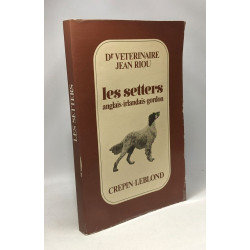 Dr VETERINAIRE
JEAN RIOU
les setters
anglais-irlandais-gordon
CREPIN-LEBLOND
LES SETTERS